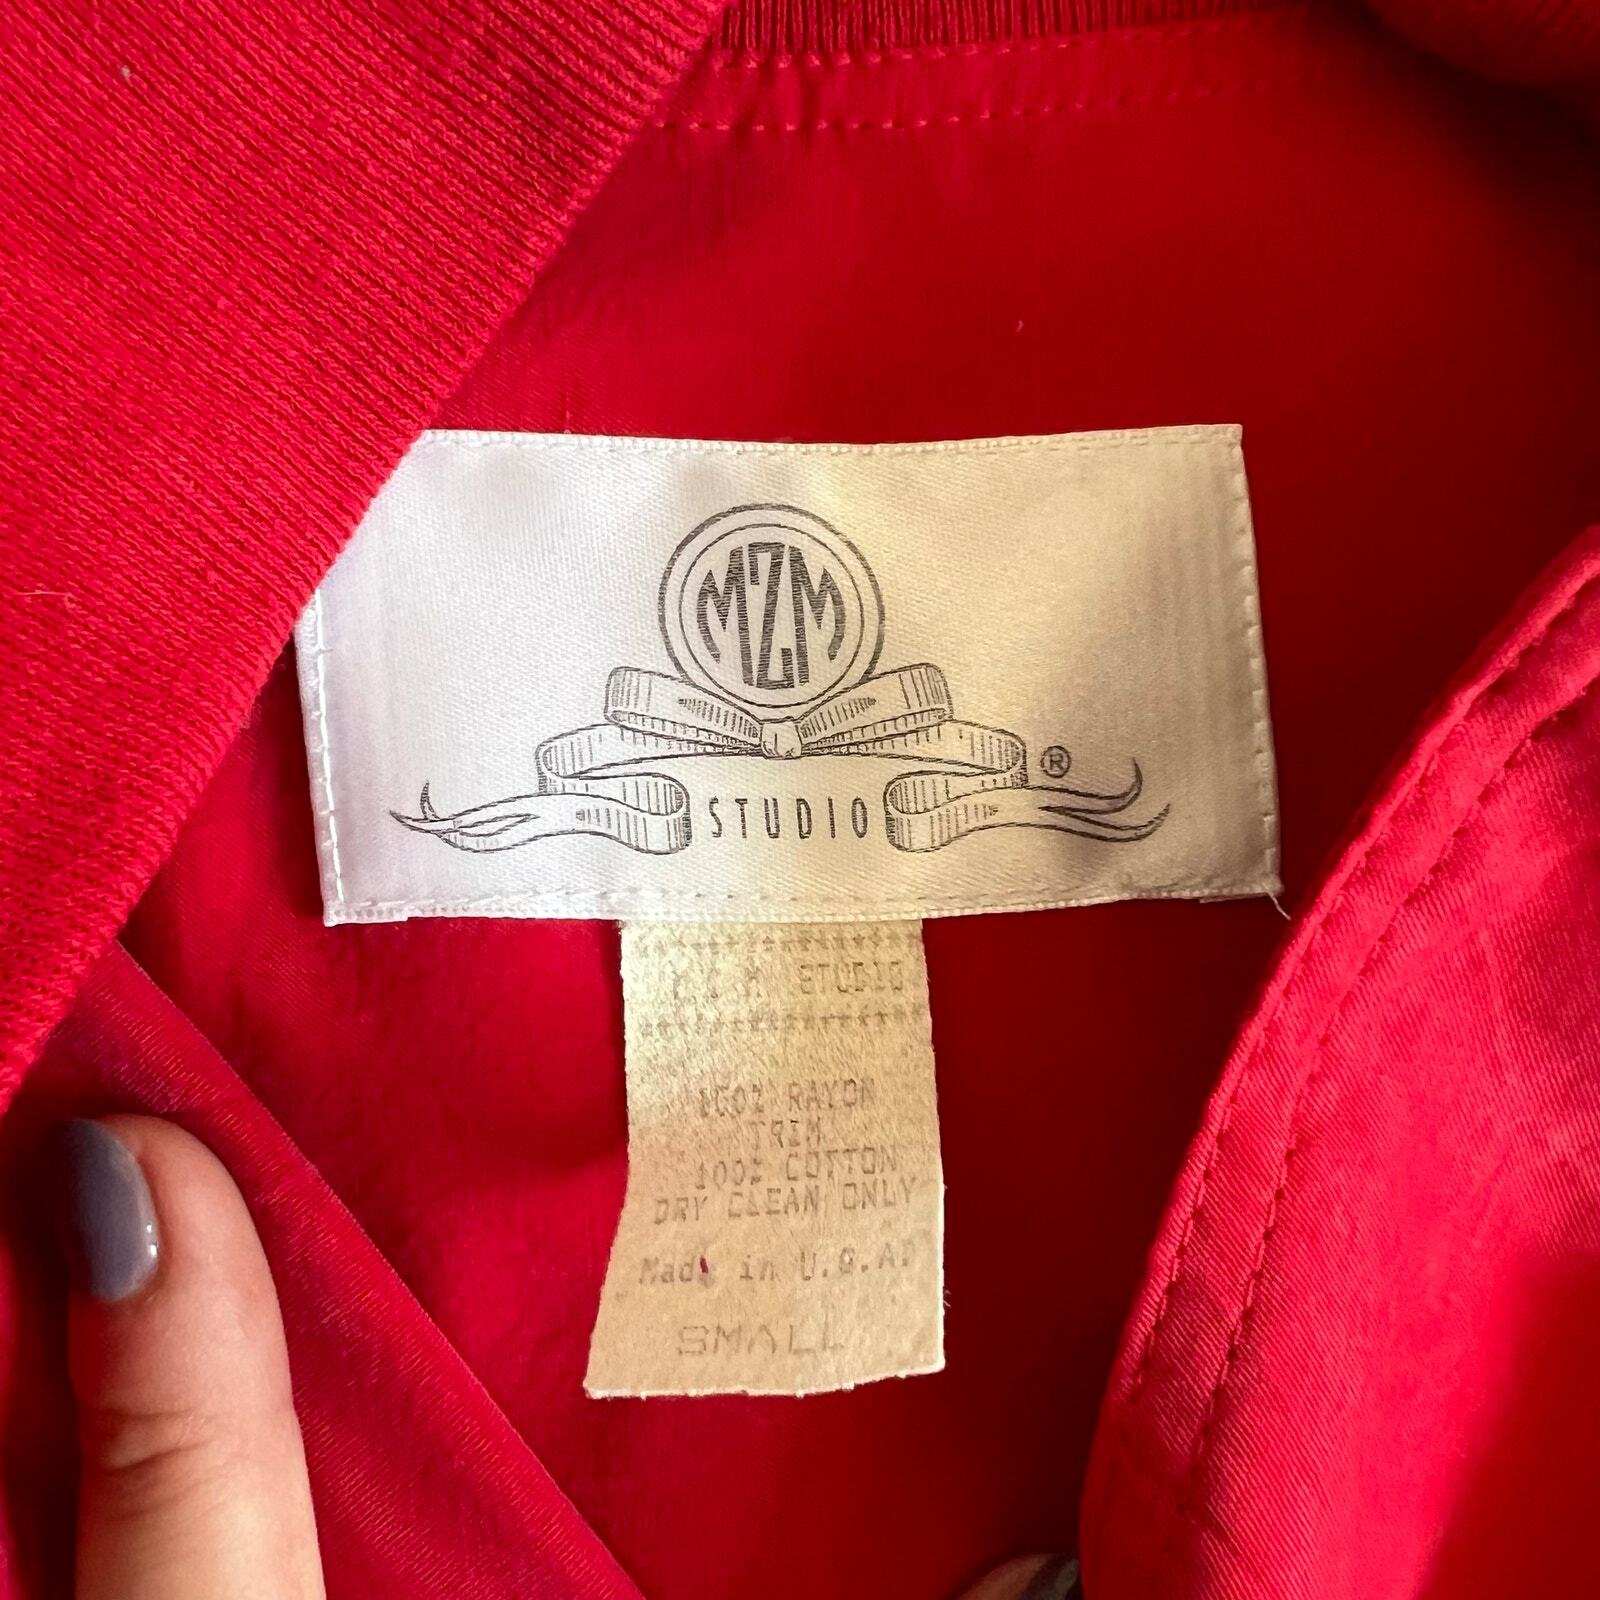 MZM
STUDIO ®
STUDIO
100% RAYON
TRIM
100% COTTON
DRY CLEAN ONLY
Made in U.S.A.
SMALL